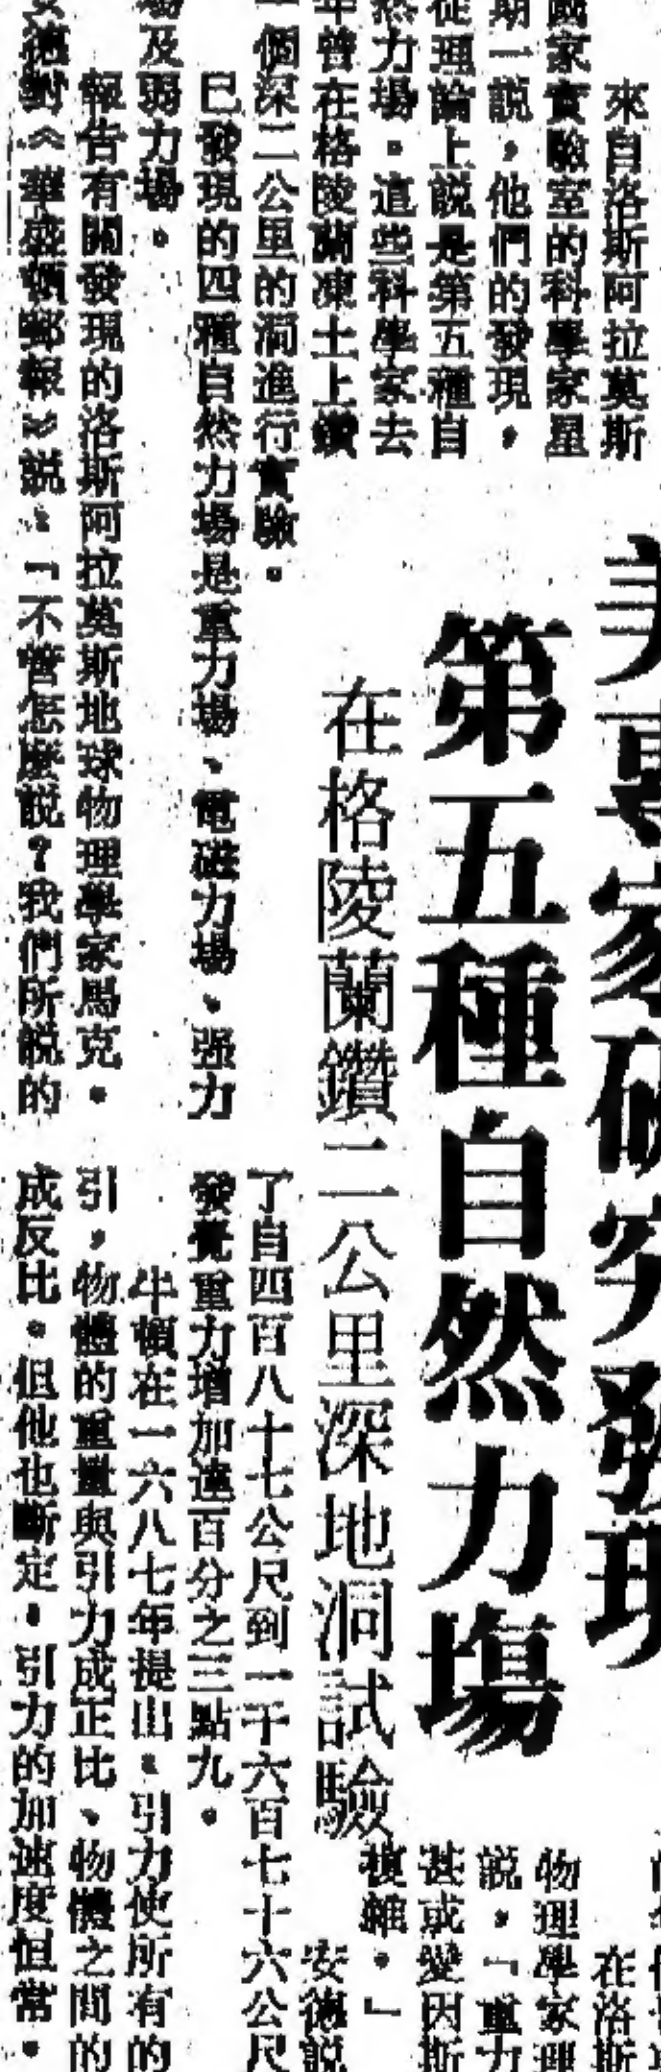 美專家研究發現
第五種自然力場
在格陵蘭鑽二公里深地洞試驗
來自洛斯阿拉莫斯
國家實驗室的科學家星
期一說，他們的發現，
從理論上說是第五種自
然力場。這些科學家去
年曾在格陵蘭凍土上鑽
一個深二公里的洞進行實驗。
已發現的四種自然力場是重力場、電磁力場、强力
場及弱力場。
報告有關發現的洛斯阿拉莫斯地球物理學家馬克·
安德對《華盛頓郵報》說：「不管怎麼說？我們所說的
在洛斯
物理學家理
說，「重力
甚或愛因斯
複雜。」
安德說
了自四百八十七公尺到一千六百七十六公尺
發覺重力增加達百分之三點九。
牛頓在一六八七年提出，引力使所有的
引，物體的重量與引力成正比、物體之間的
成反比。但他也斷定，引力的加速度恒常。